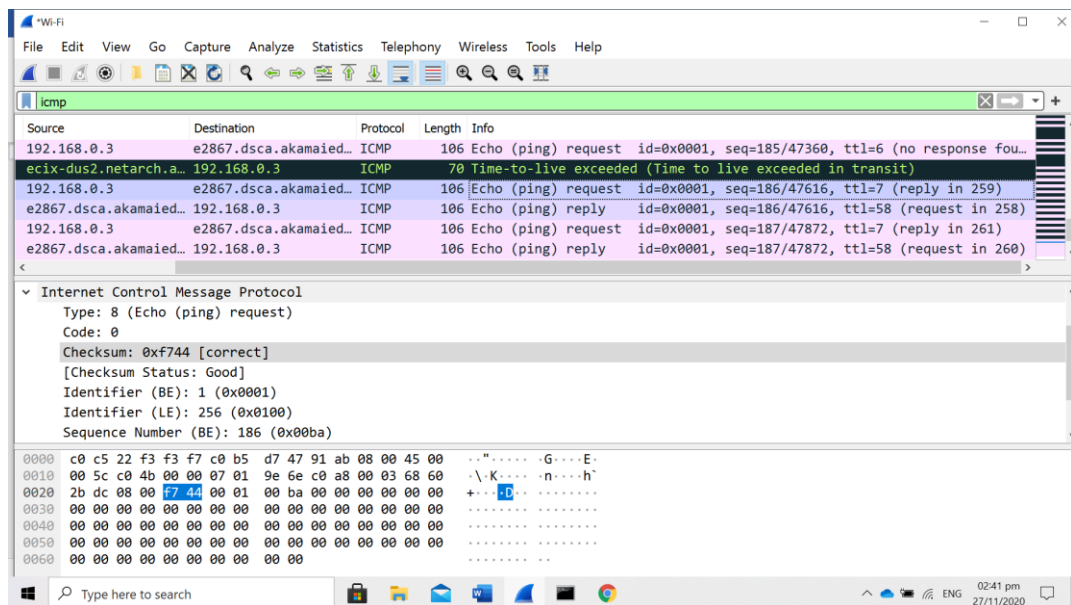 *Wi-Fi
File Edit View Go Capture Analyze Statistics Telephony Wireless Tools Help
icmp
Source Destination Protocol Length Info
192.168.0.3 e2867.dsca.akamaied… ICMP 106 Echo (ping) request id=0x0001, seq=185/47360, ttl=6 (no response fou…
ecix-dus2.netarch.a… 192.168.0.3 ICMP 70 Time-to-live exceeded (Time to live exceeded in transit)
192.168.0.3 e2867.dsca.akamaied… ICMP 106 Echo (ping) request id=0x0001, seq=186/47616, ttl=7 (reply in 259)
e2867.dsca.akamaied… 192.168.0.3 ICMP 106 Echo (ping) reply id=0x0001, seq=186/47616, ttl=58 (request in 258)
192.168.0.3 e2867.dsca.akamaied… ICMP 106 Echo (ping) request id=0x0001, seq=187/47872, ttl=7 (reply in 261)
e2867.dsca.akamaied… 192.168.0.3 ICMP 106 Echo (ping) reply id=0x0001, seq=187/47872, ttl=58 (request in 260)
Internet Control Message Protocol
Type: 8 (Echo (ping) request)
Code: 0
Checksum: 0xf744 [correct]
[Checksum Status: Good]
Identifier (BE): 1 (0x0001)
Identifier (LE): 256 (0x0100)
Sequence Number (BE): 186 (0x00ba)
0000 c0 c5 22 f3 f3 f7 c0 b5 d7 47 91 ab 08 00 45 00 ··"····· ·G····E·
0010 00 5c c0 4b 00 00 07 01 9e 6e c0 a8 00 03 68 60 ·\·K···· ·n····h`
0020 2b dc 08 00 f7 44 00 01 00 ba 00 00 00 00 00 00 +····D·· ········
0030 00 00 00 00 00 00 00 00 00 00 00 00 00 00 00 00 ········ ········
0040 00 00 00 00 00 00 00 00 00 00 00 00 00 00 00 00 ········ ········
0050 00 00 00 00 00 00 00 00 00 00 00 00 00 00 00 00 ········ ········
0060 00 00 00 00 00 00 00 00 00 00 ········ ··
Type here to search
ENG
02:41 pm
27/11/2020